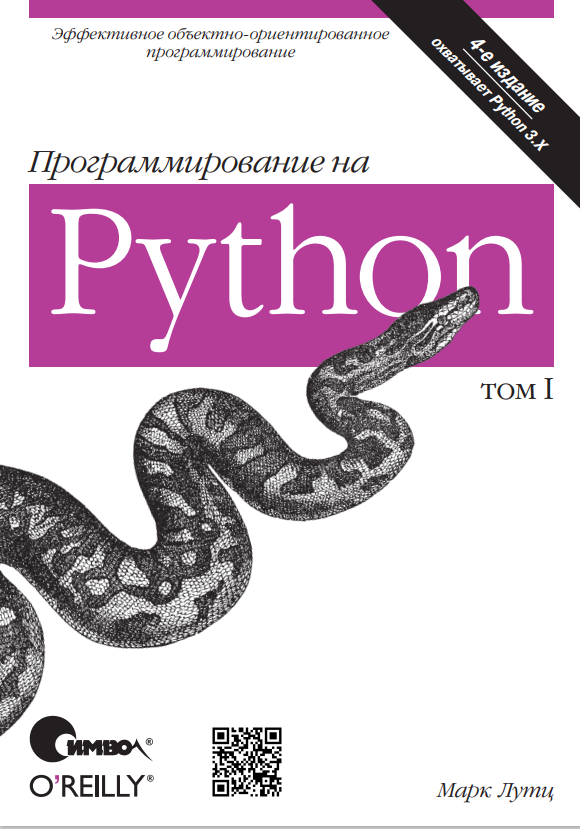 Эффективное объектно-ориентированное
программирование
4-е издание
охватывает Python 3.X
Программирование на
Python
том I
Символ®
O'REILLY®
Марк Лутц